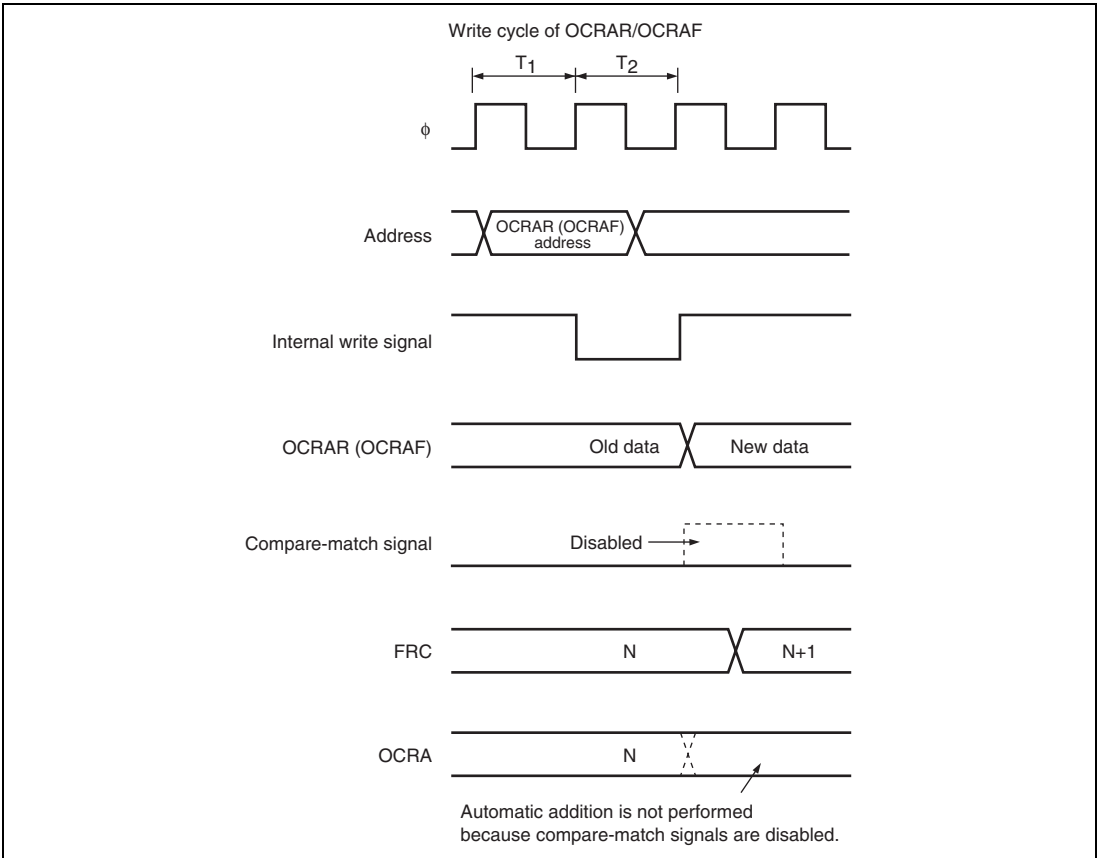 Write cycle of OCRAR/OCRAF
T1 T2
φ
Address
OCRAR (OCRAF)
address
Internal write signal
OCRAR (OCRAF)
Old data
New data
Compare-match signal
Disabled
FRC
N
N+1
OCRA
N
Automatic addition is not performed
because compare-match signals are disabled.